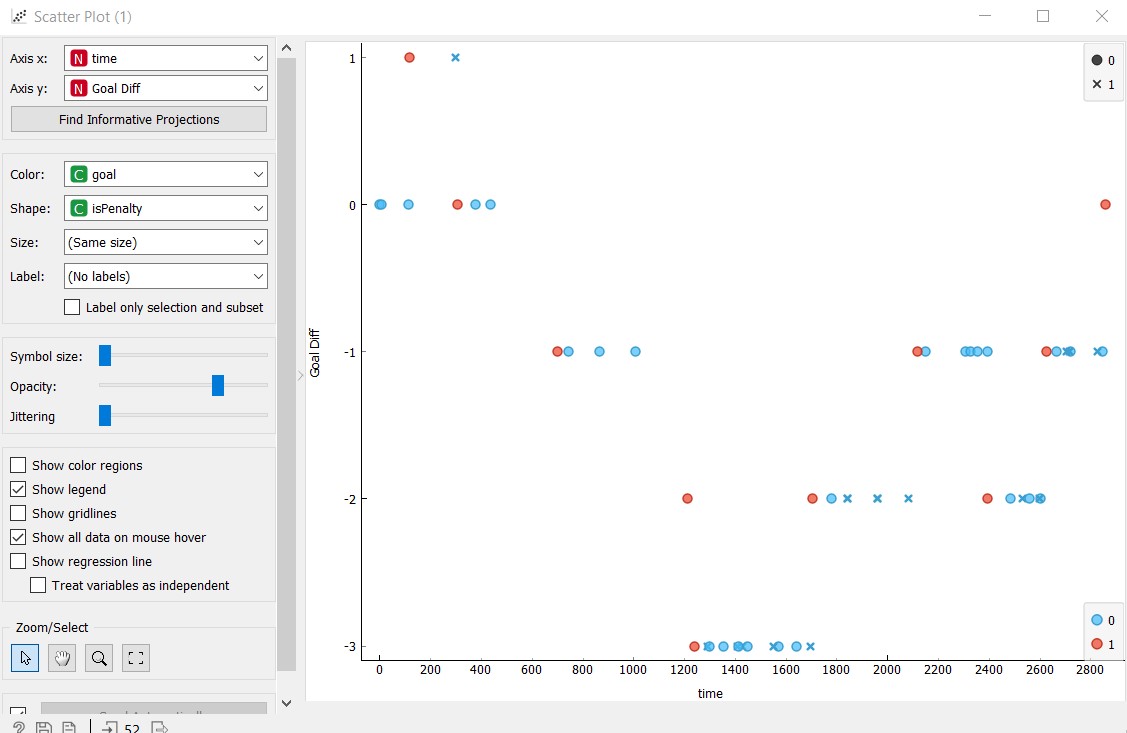 Scatter Plot (1)
Axis x: N time
Axis y: N Goal Diff
Find Informative Projections
Color: C goal
Shape: C isPenalty
Size: (Same size)
Label: (No labels)
Label only selection and subset
Symbol size:
Opacity:
Jittering
Show color regions
Show legend
Show gridlines
Show all data on mouse hover
Show regression line
Treat variables as independent
Zoom/Select
? 52
Goal Diff
1
0
-1
-2
-3
0 200 400 600 800 1000 1200 1400 1600 1800 2000 2200 2400 2600 2800
time
0
1
0
1